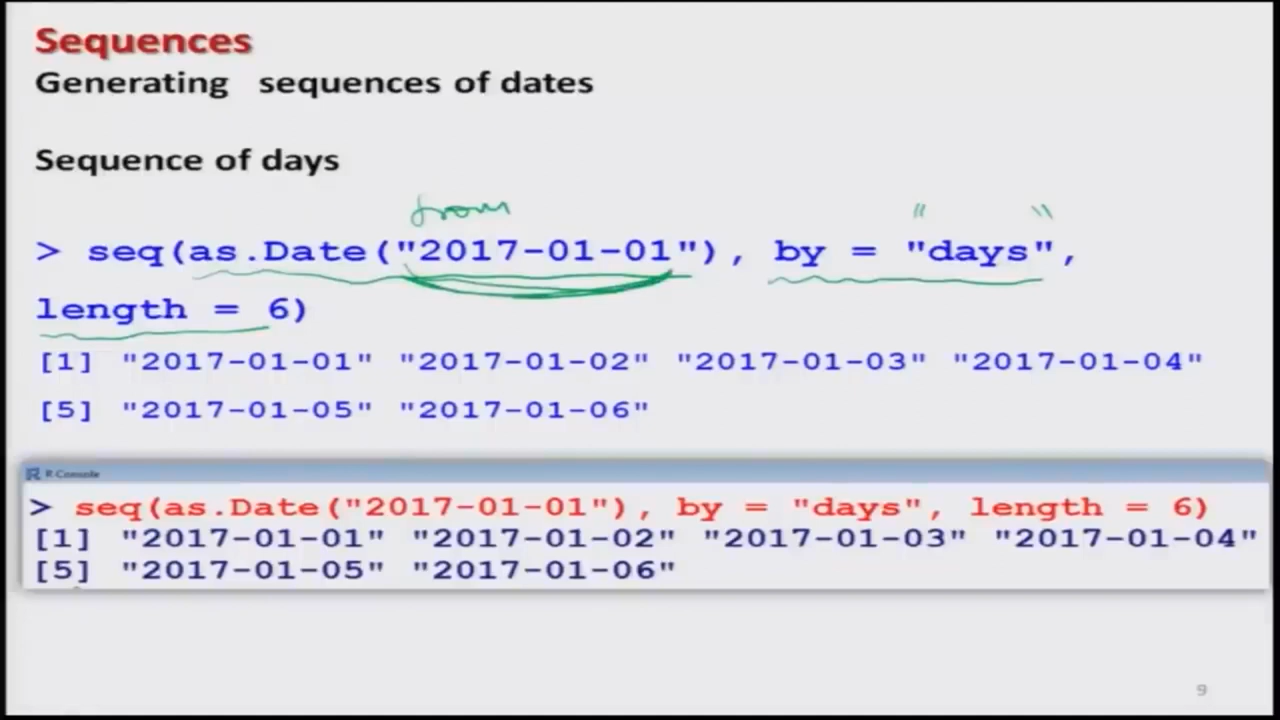 Sequences
Generating sequences of dates
Sequence of days
from " "
> seq(as.Date("2017-01-01"), by = "days",
length = 6)
[1] "2017-01-01" "2017-01-02" "2017-01-03" "2017-01-04"
[5] "2017-01-05" "2017-01-06"
R Console
> seq(as.Date("2017-01-01"), by = "days", length = 6)
[1] "2017-01-01" "2017-01-02" "2017-01-03" "2017-01-04"
[5] "2017-01-05" "2017-01-06"
9